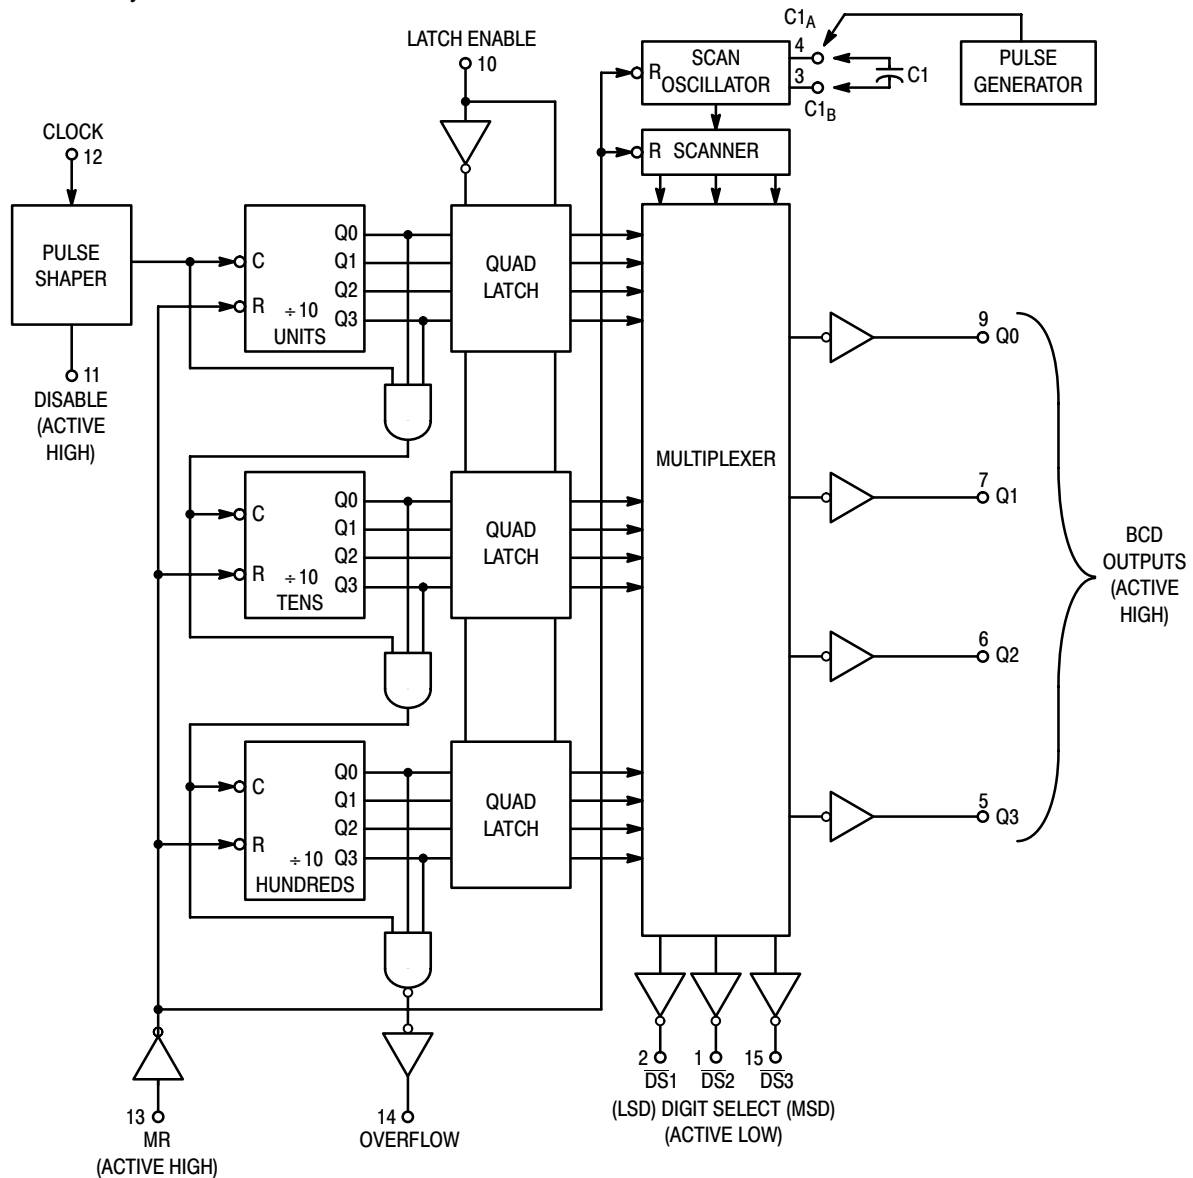 LATCH ENABLE
10
C1A
4
SCAN
OSCILLATOR
R
3
C1B
C1
PULSE
GENERATOR
CLOCK
12
R SCANNER
PULSE
SHAPER
11
DISABLE
(ACTIVE
HIGH)
C
R
÷10
UNITS
Q0
Q1
Q2
Q3
QUAD
LATCH
C
R
÷10
TENS
Q0
Q1
Q2
Q3
QUAD
LATCH
C
R
÷10
HUNDREDS
Q0
Q1
Q2
Q3
QUAD
LATCH
MULTIPLEXER
9
Q0
7
Q1
6
Q2
5
Q3
BCD
OUTPUTS
(ACTIVE
HIGH)
13
MR
(ACTIVE HIGH)
14
OVERFLOW
2 1 15
D̅S̅1 D̅S̅2 D̅S̅3
(LSD) DIGIT SELECT (MSD)
(ACTIVE LOW)